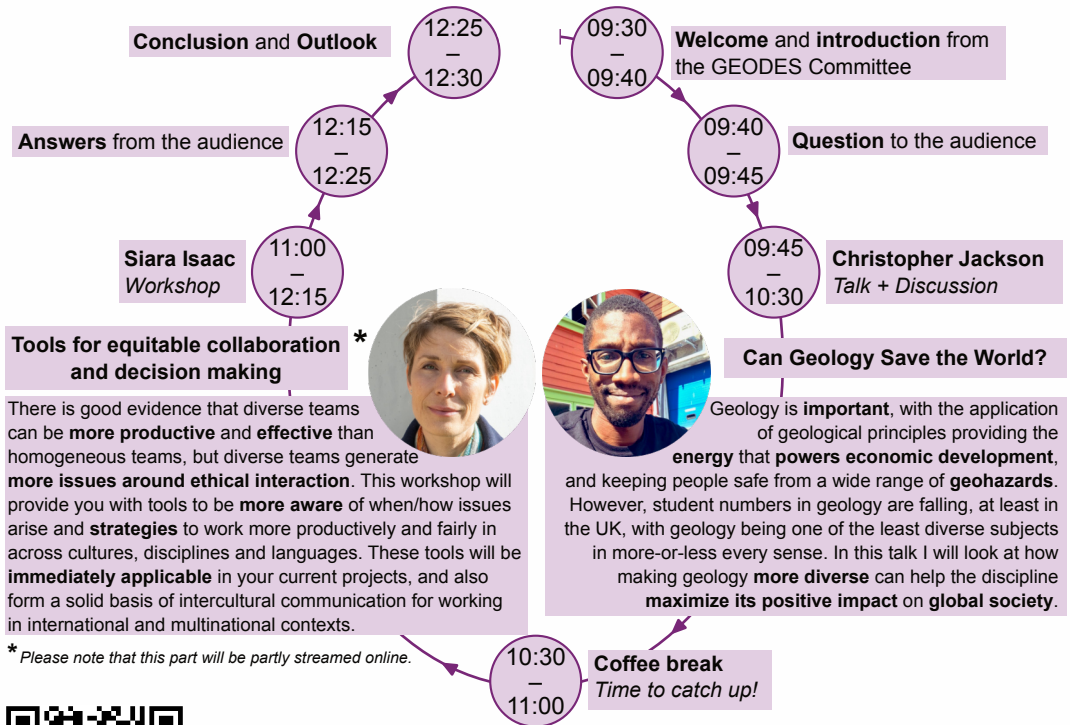 09:30
–
09:40
Welcome and introduction from
the GEODES Committee
09:40
–
09:45
Question to the audience
09:45
–
10:30
Christopher Jackson
Talk + Discussion
Can Geology Save the World?
Geology is important, with the application
of geological principles providing the
energy that powers economic development,
and keeping people safe from a wide range of geohazards.
However, student numbers in geology are falling, at least in
the UK, with geology being one of the least diverse subjects
in more-or-less every sense. In this talk I will look at how
making geology more diverse can help the discipline
maximize its positive impact on global society.
10:30
–
11:00
Coffee break
Time to catch up!
11:00
–
12:15
Siara Isaac
Workshop
Tools for equitable collaboration *
and decision making
There is good evidence that diverse teams
can be more productive and effective than
homogeneous teams, but diverse teams generate
more issues around ethical interaction. This workshop will
provide you with tools to be more aware of when/how issues
arise and strategies to work more productively and fairly in
across cultures, disciplines and languages. These tools will be
immediately applicable in your current projects, and also
form a solid basis of intercultural communication for working
in international and multinational contexts.
* Please note that this part will be partly streamed online.
12:15
–
12:25
Answers from the audience
12:25
–
12:30
Conclusion and Outlook